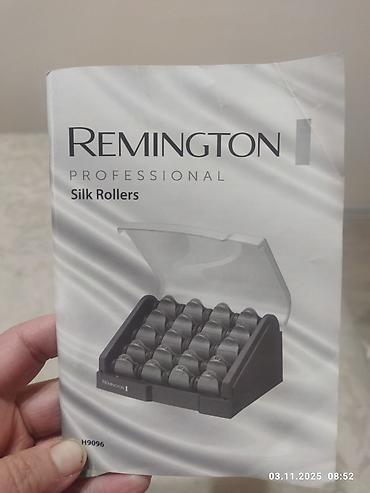 REMINGTON
PROFESSIONAL
Silk Rollers
REMINGTON
H9096
03.11.2025 08:52